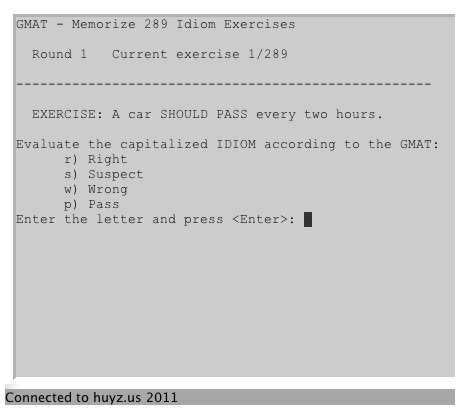 GMAT - Memorize 289 Idiom Exercises
Round 1   Current exercise 1/289
----------------------------------------------------
EXERCISE: A car SHOULD PASS every two hours.
Evaluate the capitalized IDIOM according to the GMAT:
r) Right
s) Suspect
w) Wrong
p) Pass
Enter the letter and press <Enter>:
Connected to huyz.us 2011